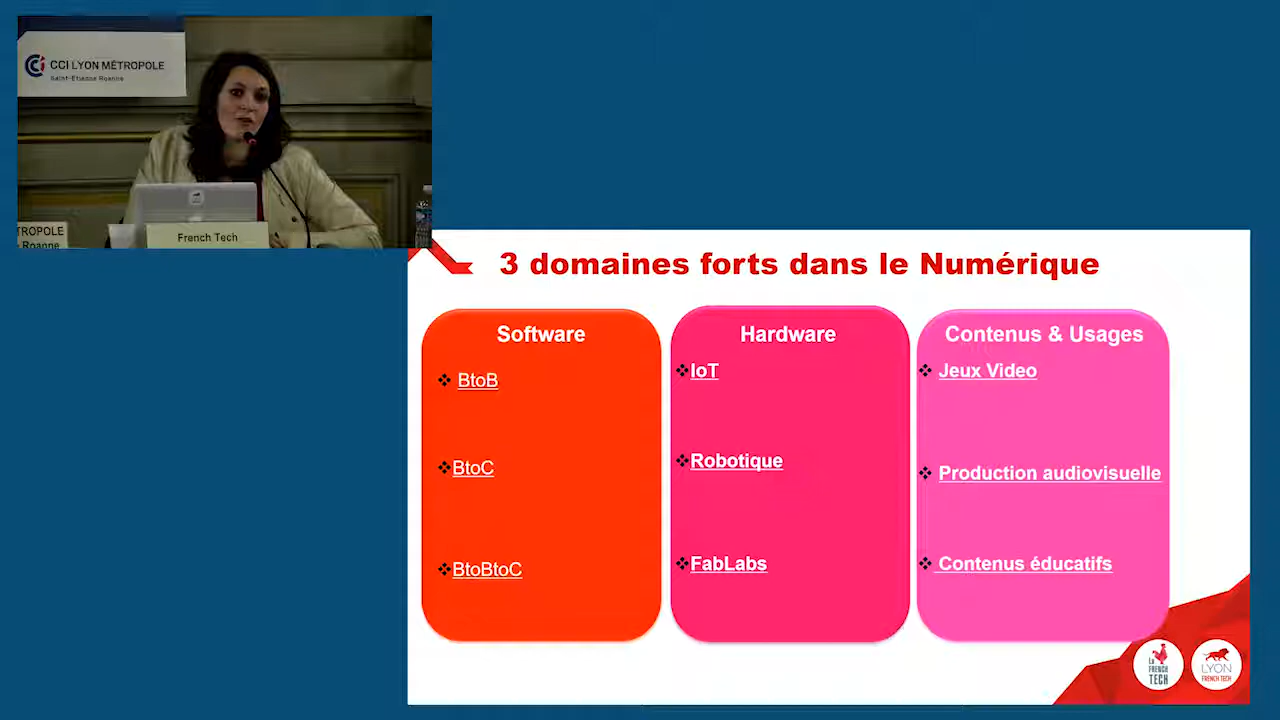 CCI LYON MÉTROPOLE
Saint-Etienne Roanne
TROPOLE
Roanne
French Tech
3 domaines forts dans le Numérique
Software
❖ BtoB
❖BtoC
❖BtoBtoC
Hardware
❖IoT
❖Robotique
❖FabLabs
Contenus & Usages
❖ Jeux Video
❖ Production audiovisuelle
❖ Contenus éducatifs
LA
FRENCH
TECH
LYON
FRENCH TECH